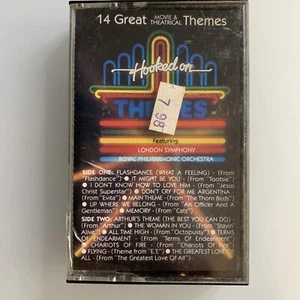 14 Great MOVIE & THEATRICAL Themes
Hooked on
THEMES
7.98
Featuring:
LONDON SYMPHONY
ROYAL PHILHARMONIC ORCHESTRA
SIDE ONE: FLASHDANCE (WHAT A FEELING) - (From
"Flashdance") ● IT MIGHT BE YOU - (From "Tootsie")
● I DON'T KNOW HOW TO LOVE HIM - (From "Jesus
Christ Superstar") ● DON'T CRY FOR ME ARGENTINA
(From "Evita") ● MAIN THEME - (From "The Thorn Birds")
● UP WHERE WE BELONG - (From "An Officer And A
Gentleman") ● MEMORY - (From "Cats")
SIDE TWO: ARTHUR'S THEME (THE BEST YOU CAN DO)
(From "Arthur") ● THE WOMAN IN YOU - (From "Stayin'
Alive") ● ALL TIME HIGH - (From "Octopussy") ● TERMS
OF ENDEARMENT - (From "Terms Of Endearment")
● CHARIOTS OF FIRE - (From "Chariots Of Fire")
● FLYING - (Theme from "E.T.") ● THE GREATEST LOVE OF
ALL - (From "The Greatest Love Of All")